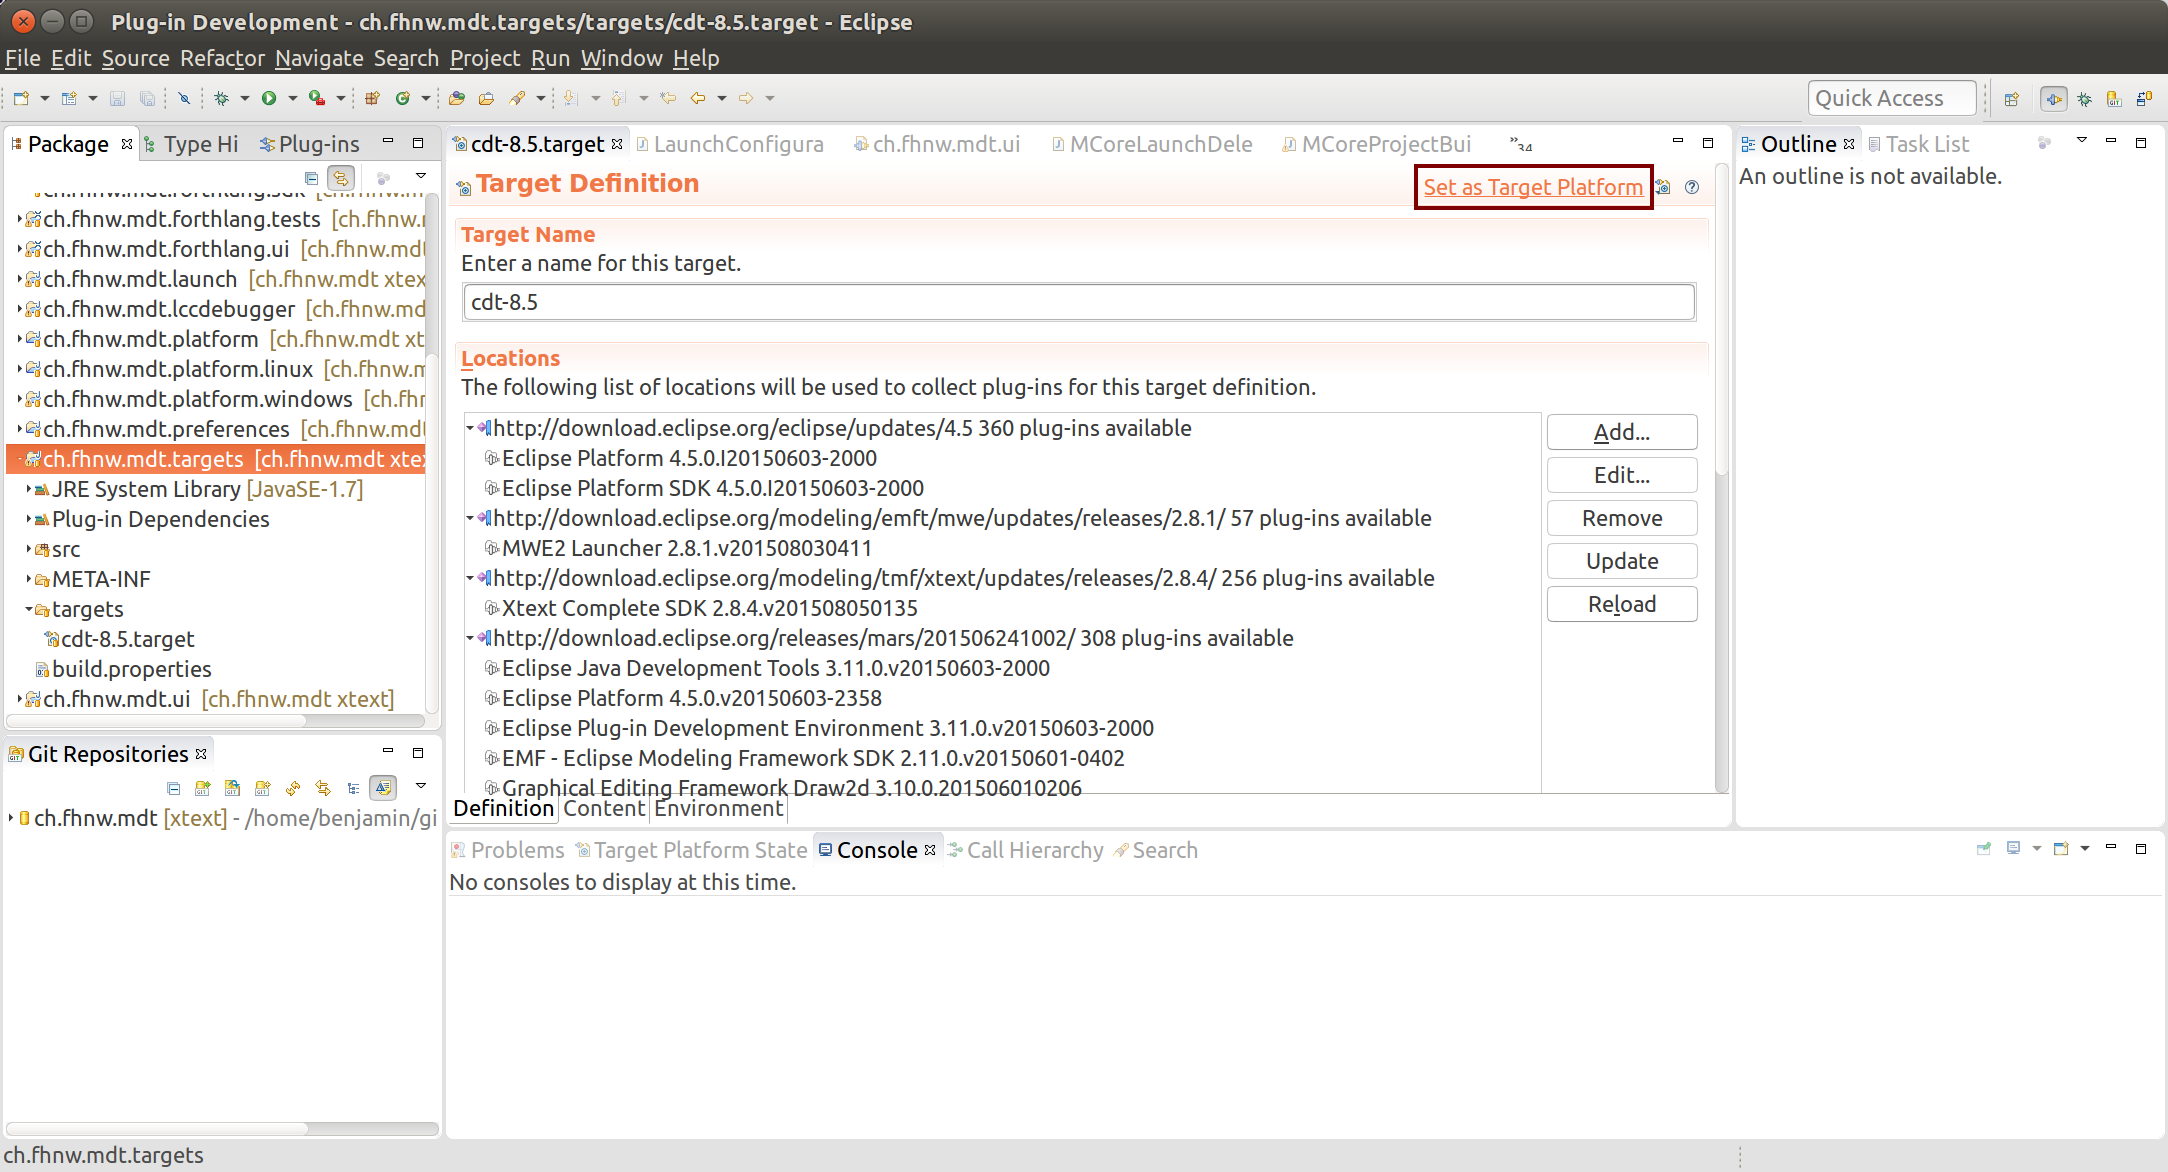 Plug-in Development - ch.fhnw.mdt.targets/targets/cdt-8.5.target - Eclipse
File Edit Source Refactor Navigate Search Project Run Window Help
Quick Access
Package
Type Hi
Plug-ins
ch.fhnw.mdt.forthlang.tests [ch.fhnw.
ch.fhnw.mdt.forthlang.ui [ch.fhnw.md
ch.fhnw.mdt.launch [ch.fhnw.mdt xtex
ch.fhnw.mdt.lccdebugger [ch.fhnw.md
ch.fhnw.mdt.platform [ch.fhnw.mdt xt
ch.fhnw.mdt.platform.linux [ch.fhnw.m
ch.fhnw.mdt.platform.windows [ch.fhn
ch.fhnw.mdt.preferences [ch.fhnw.mdt
ch.fhnw.mdt.targets [ch.fhnw.mdt xtex
JRE System Library [JavaSE-1.7]
Plug-in Dependencies
src
META-INF
targets
cdt-8.5.target
build.properties
ch.fhnw.mdt.ui [ch.fhnw.mdt xtext]
Git Repositories
ch.fhnw.mdt [xtext] - /home/benjamin/gi
cdt-8.5.target
LaunchConfigura
ch.fhnw.mdt.ui
MCoreLaunchDele
MCoreProjectBui
»34
Target Definition
Set as Target Platform
Target Name
Enter a name for this target.
cdt-8.5
Locations
The following list of locations will be used to collect plug-ins for this target definition.
http://download.eclipse.org/eclipse/updates/4.5 360 plug-ins available
Eclipse Platform 4.5.0.I20150603-2000
Eclipse Platform SDK 4.5.0.I20150603-2000
http://download.eclipse.org/modeling/emft/mwe/updates/releases/2.8.1/ 57 plug-ins available
MWE2 Launcher 2.8.1.v201508030411
http://download.eclipse.org/modeling/tmf/xtext/updates/releases/2.8.4/ 256 plug-ins available
Xtext Complete SDK 2.8.4.v201508050135
http://download.eclipse.org/releases/mars/201506241002/ 308 plug-ins available
Eclipse Java Development Tools 3.11.0.v20150603-2000
Eclipse Platform 4.5.0.v20150603-2358
Eclipse Plug-in Development Environment 3.11.0.v20150603-2000
EMF - Eclipse Modeling Framework SDK 2.11.0.v20150601-0402
Graphical Editing Framework Draw2d 3.10.0.201506010206
Add...
Edit...
Remove
Update
Reload
Definition
Content
Environment
Outline
Task List
An outline is not available.
Problems
Target Platform State
Console
Call Hierarchy
Search
No consoles to display at this time.
ch.fhnw.mdt.targets